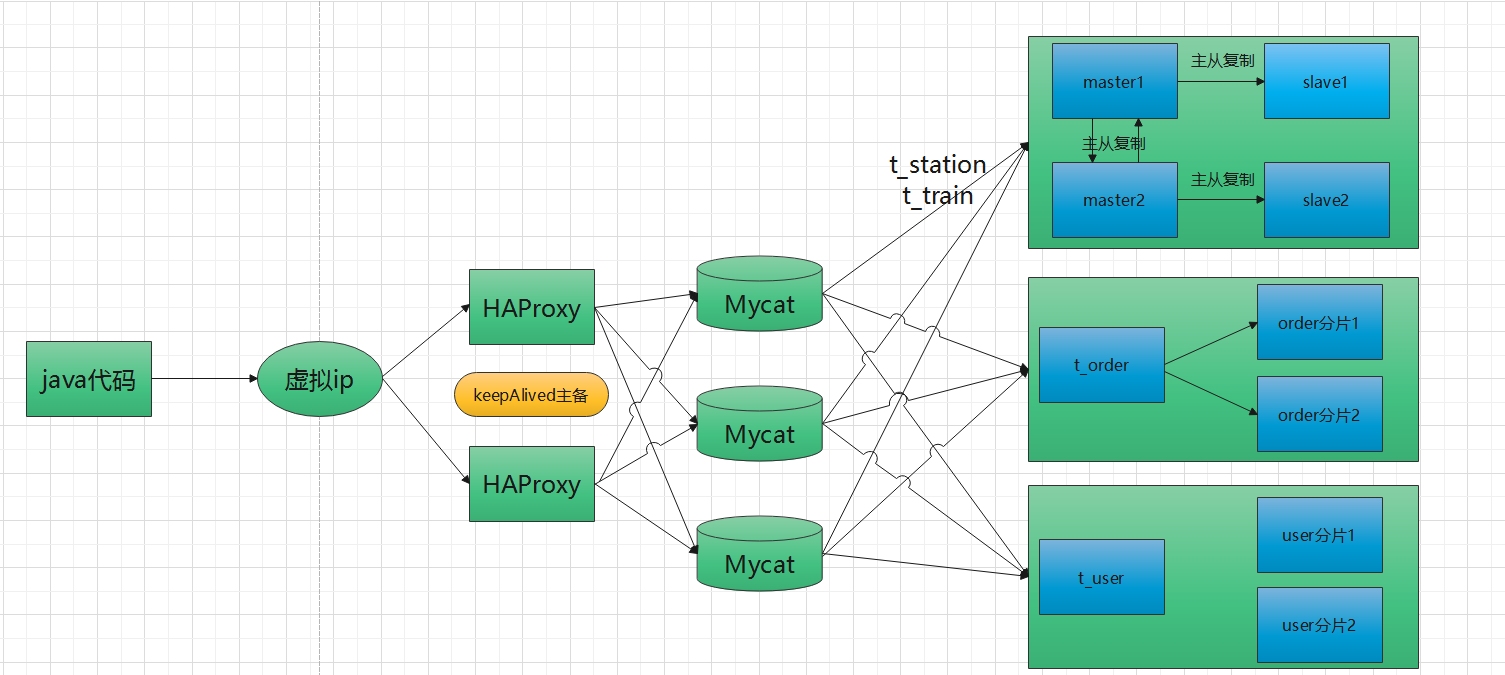 java代码
虚拟ip
HAProxy
keepAlived主备
HAProxy
Mycat
Mycat
Mycat
t_station
t_train
master1
主从复制
slave1
主从复制
master2
主从复制
slave2
t_order
order分片1
order分片2
t_user
user分片1
user分片2